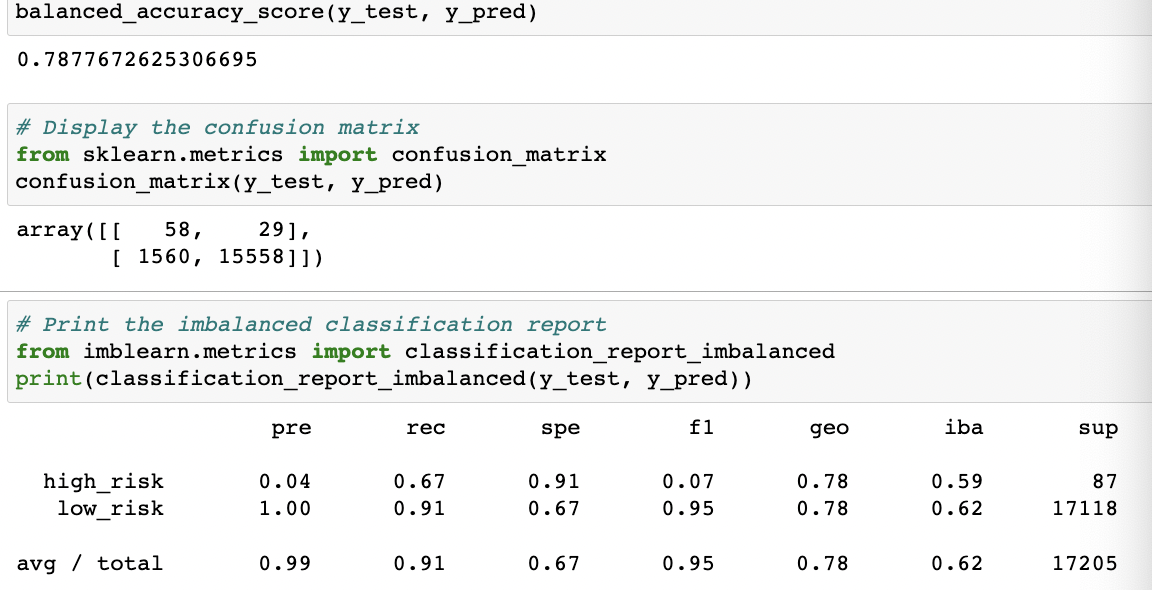 balanced_accuracy_score(y_test, y_pred)
0.7877672625306695
# Display the confusion matrix
from sklearn.metrics import confusion_matrix
confusion_matrix(y_test, y_pred)
array([[   58,    29],
       [ 1560, 15558]])
# Print the imbalanced classification report
from imblearn.metrics import classification_report_imbalanced
print(classification_report_imbalanced(y_test, y_pred))
pre rec spe f1 geo iba sup
high_risk 0.04 0.67 0.91 0.07 0.78 0.59 87
low_risk 1.00 0.91 0.67 0.95 0.78 0.62 17118
avg / total 0.99 0.91 0.67 0.95 0.78 0.62 17205